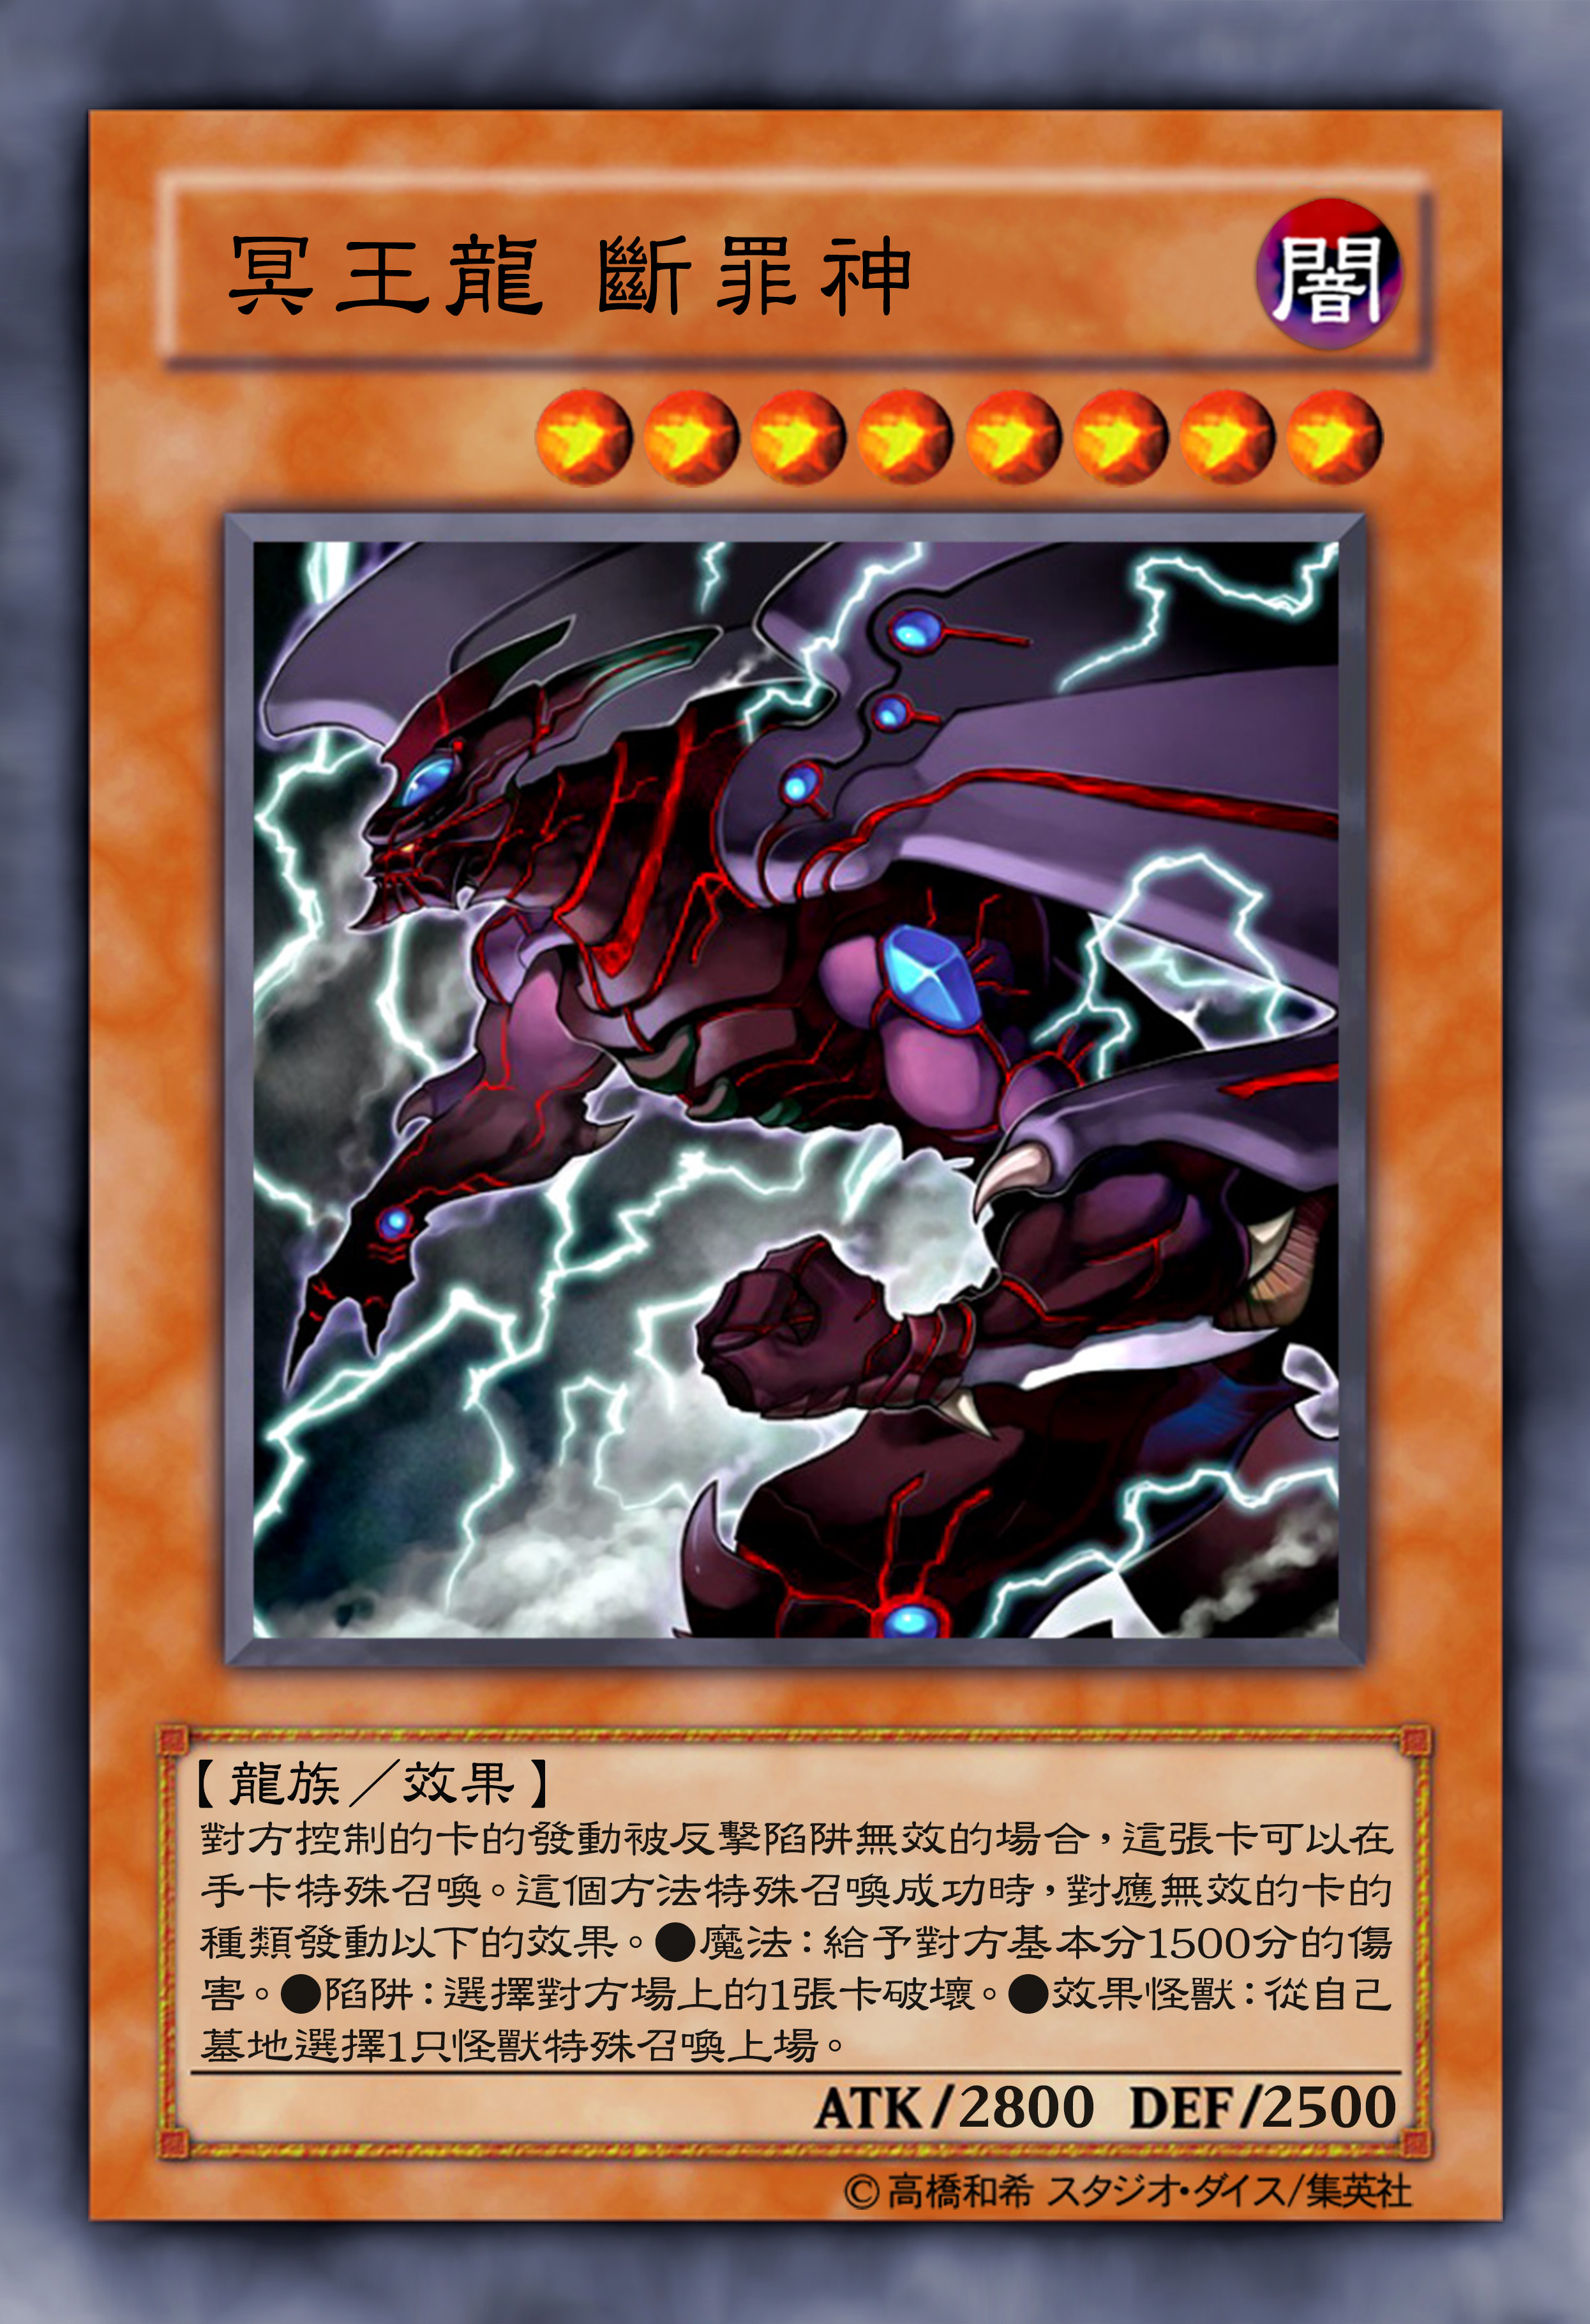 冥王龍 斷罪神
闇
【龍族／效果】
對方控制的卡的發動被反擊陷阱無效的場合，這張卡可以在
手卡特殊召喚。這個方法特殊召喚成功時，對應無效的卡的
種類發動以下的效果。●魔法：給予對方基本分1500分的傷
害。●陷阱：選擇對方場上的1張卡破壞。●效果怪獸：從自己
墓地選擇1只怪獸特殊召喚上場。
ATK/2800 DEF/2500
©高橋和希 スタジオ・ダイス/集英社